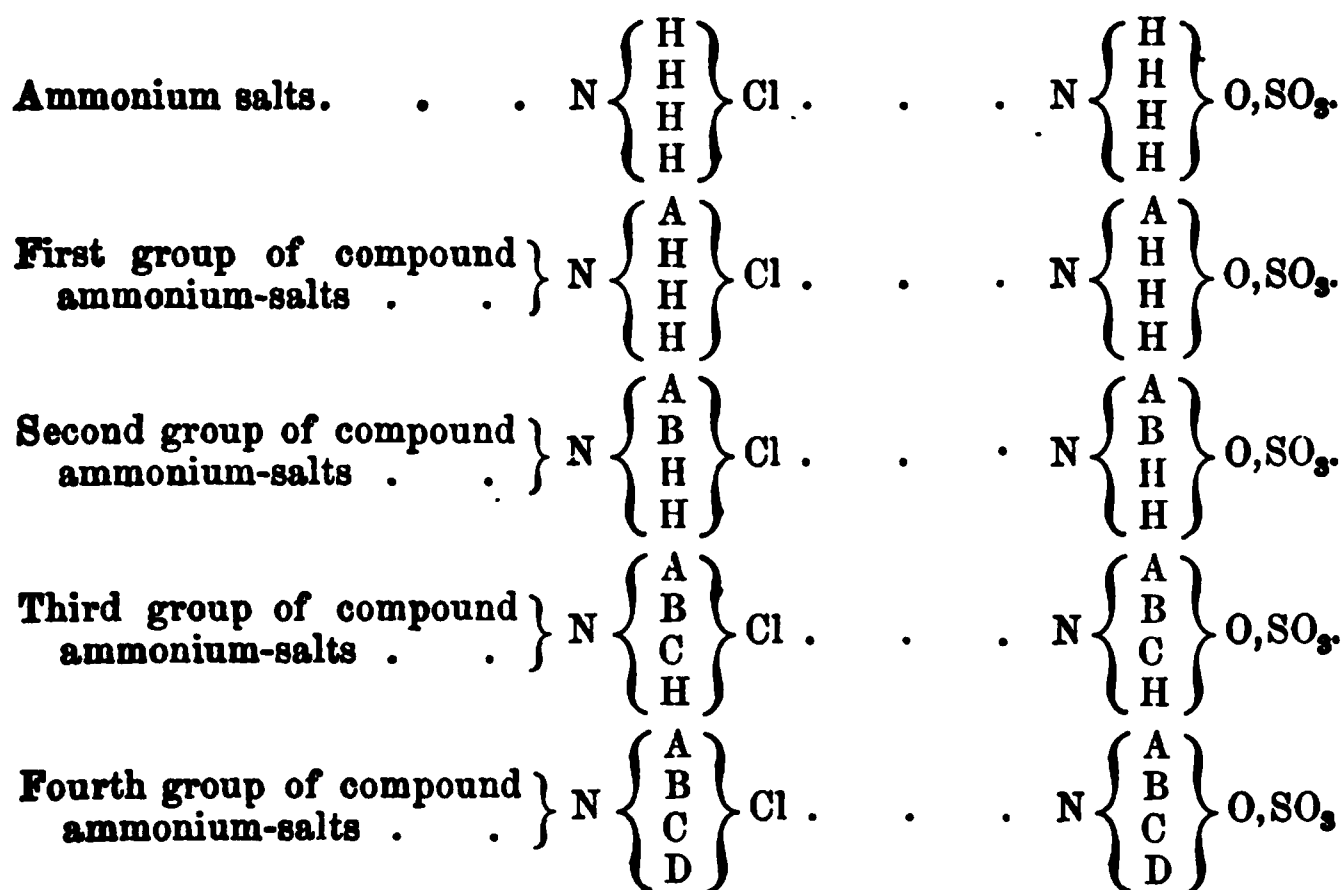 H H
H H
Ammonium salts. . . N { } Cl . . . N { } O,SO₃.
H H
H H
A A
First group of compound } H H
N { } Cl . . . N { } O,SO₃.
ammonium-salts . . H H
H H
A A
Second group of compound } B B
N { } Cl . . . N { } O,SO₃.
ammonium-salts . . H H
H H
A A
Third group of compound } B B
N { } Cl . . . N { } O,SO₃.
ammonium-salts . . C C
H H
A A
Fourth group of compound } B B
N { } Cl . . . N { } O,SO₃
ammonium-salts . . C C
D D